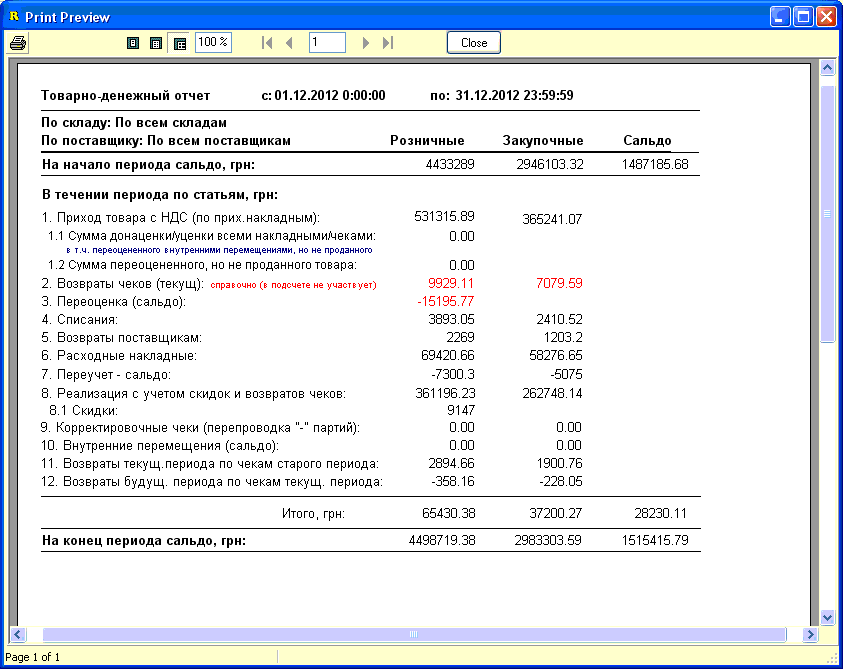 Print Preview
100 %
1
Close
Товарно-денежный отчет с: 01.12.2012 0:00:00 по: 31.12.2012 23:59:59
По складу: По всем складам
По поставщику: По всем поставщикам Розничные Закупочные Сальдо
На начало периода сальдо, грн: 4433289 2946103.32 1487185.68
В течении периода по статьям, грн:
1. Приход товара с НДС (по прих.накладным): 531315.89 365241.07
1.1 Сумма донаценки/уценки всеми накладными/чеками: 0.00
в т.ч. переоцененного внутренними перемещениями, но не проданного
1.2 Сумма переоцененного, но не проданного товара: 0.00
2. Возвраты чеков (текущ): справочно (в подсчете не участвует) 9929.11 7079.59
3. Переоценка (сальдо): -15195.77
4. Списания: 3893.05 2410.52
5. Возвраты поставщикам: 2269 1203.2
6. Расходные накладные: 69420.66 58276.65
7. Переучет - сальдо: -7300.3 -5075
8. Реализация с учетом скидок и возвратов чеков: 361196.23 262748.14
8.1 Скидки: 9147
9. Корректировочные чеки (перепроводка "-" партий): 0.00 0.00
10. Внутренние перемещения (сальдо): 0.00 0.00
11. Возвраты текущ.периода по чекам старого периода: 2894.66 1900.76
12. Возвраты будущ. периода по чекам текущ. периода: -358.16 -228.05
Итого, грн: 65430.38 37200.27 28230.11
На конец периода сальдо, грн: 4498719.38 2983303.59 1515415.79
Page 1 of 1